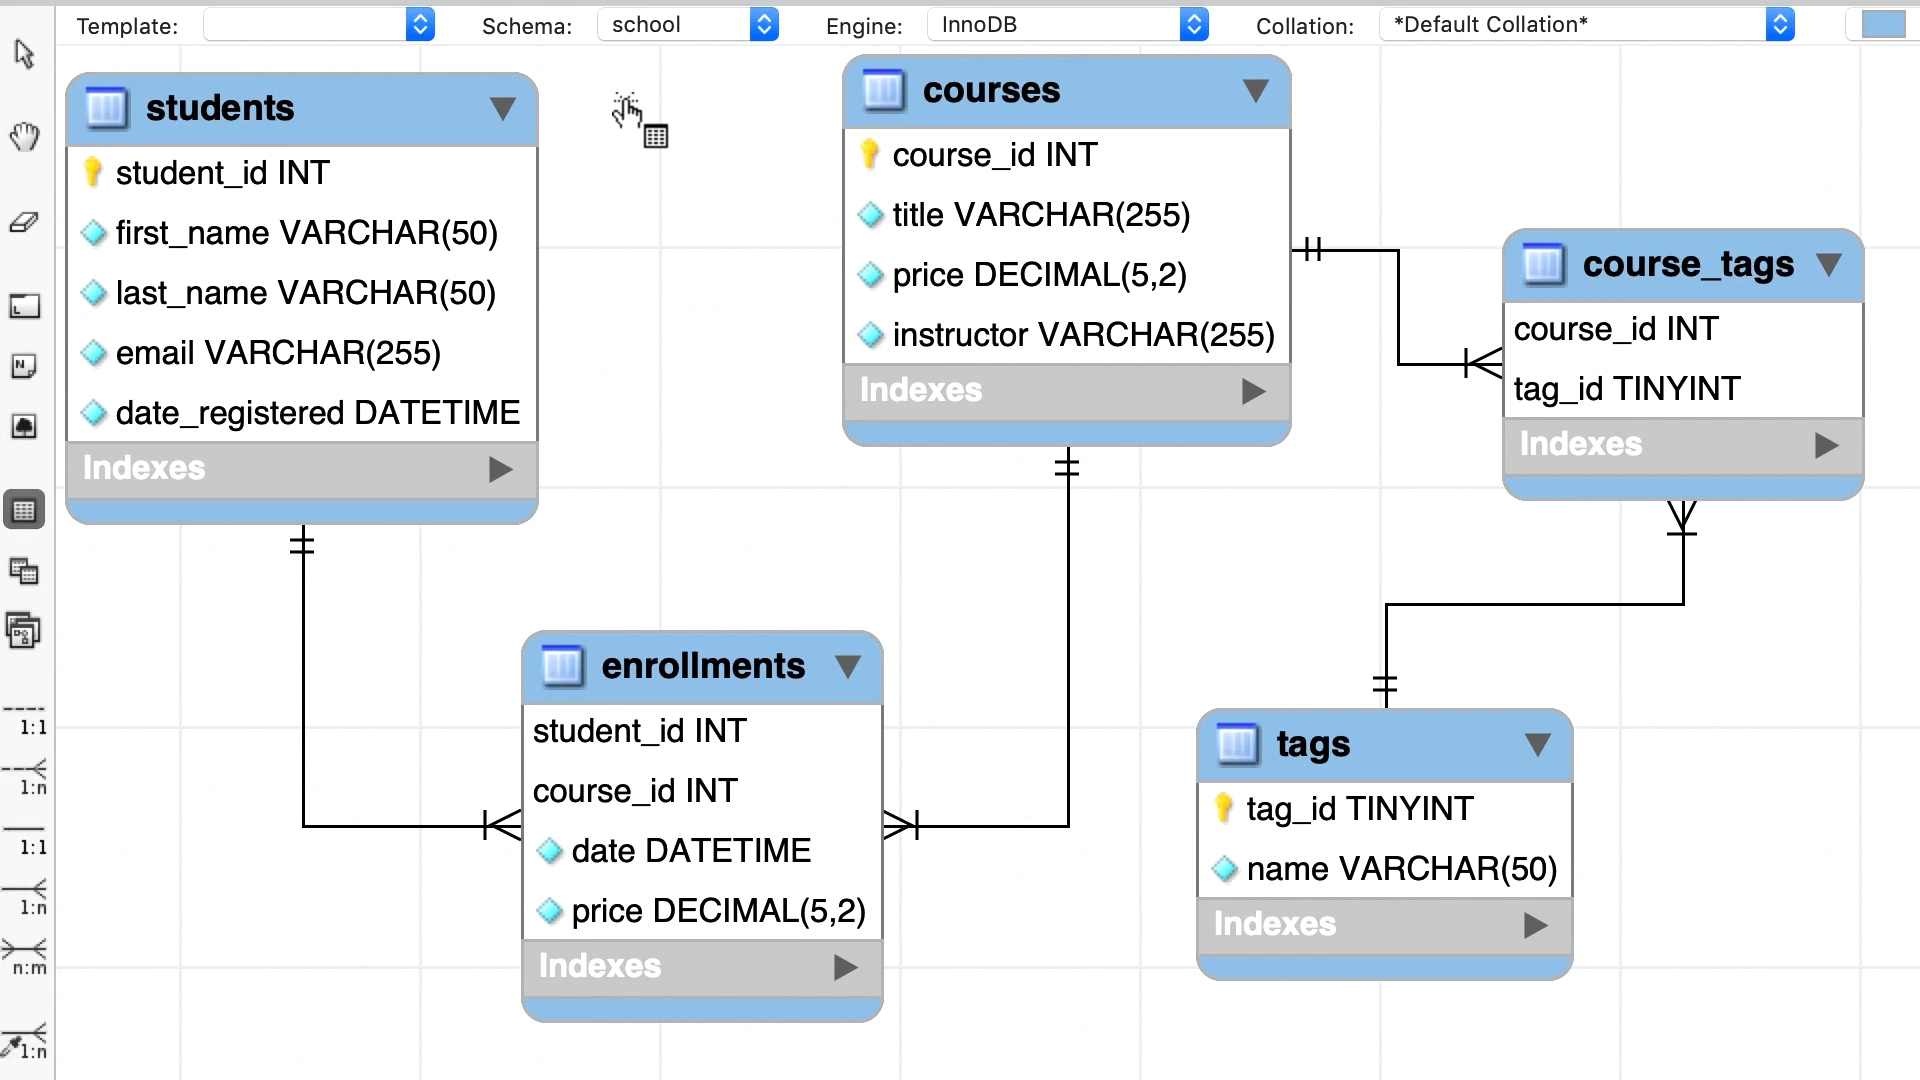 Template: Schema: school Engine: InnoDB Collation: *Default Collation*
students
student_id INT
first_name VARCHAR(50)
last_name VARCHAR(50)
email VARCHAR(255)
date_registered DATETIME
Indexes
courses
course_id INT
title VARCHAR(255)
price DECIMAL(5,2)
instructor VARCHAR(255)
Indexes
course_tags
course_id INT
tag_id TINYINT
Indexes
enrollments
student_id INT
course_id INT
date DATETIME
price DECIMAL(5,2)
Indexes
tags
tag_id TINYINT
name VARCHAR(50)
Indexes
L
N
1:1
1:n
1:1
1:n
n:m
1:n